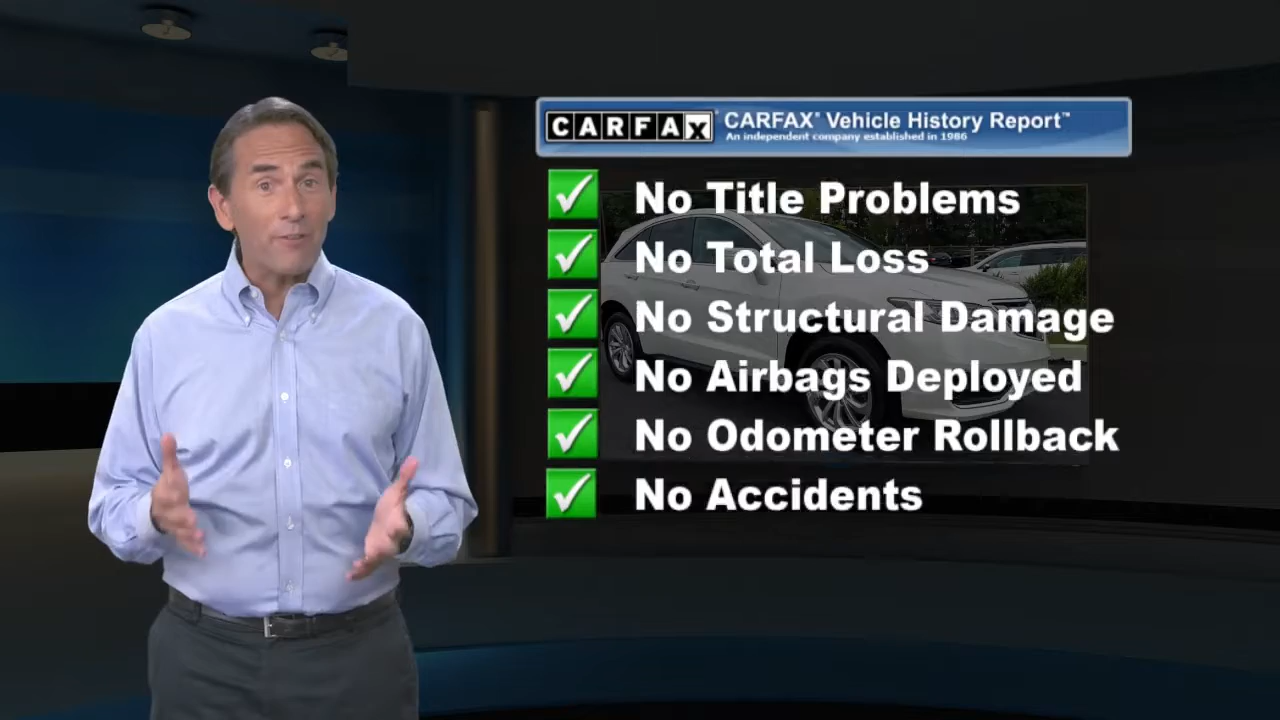 CARFAX® CARFAX® Vehicle History Report™
An independent company established in 1986
No Title Problems
No Total Loss
No Structural Damage
No Airbags Deployed
No Odometer Rollback
No Accidents